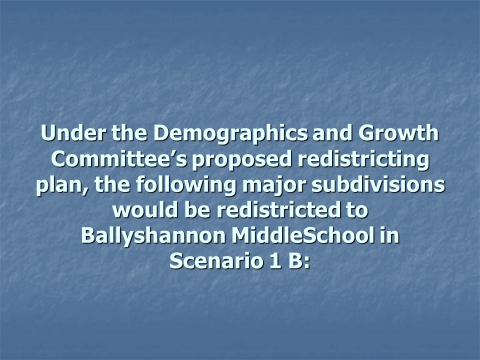 Under the Demographics and Growth
Committee’s proposed redistricting
plan, the following major subdivisions
would be redistricted to
Ballyshannon MiddleSchool in
Scenario 1 B: